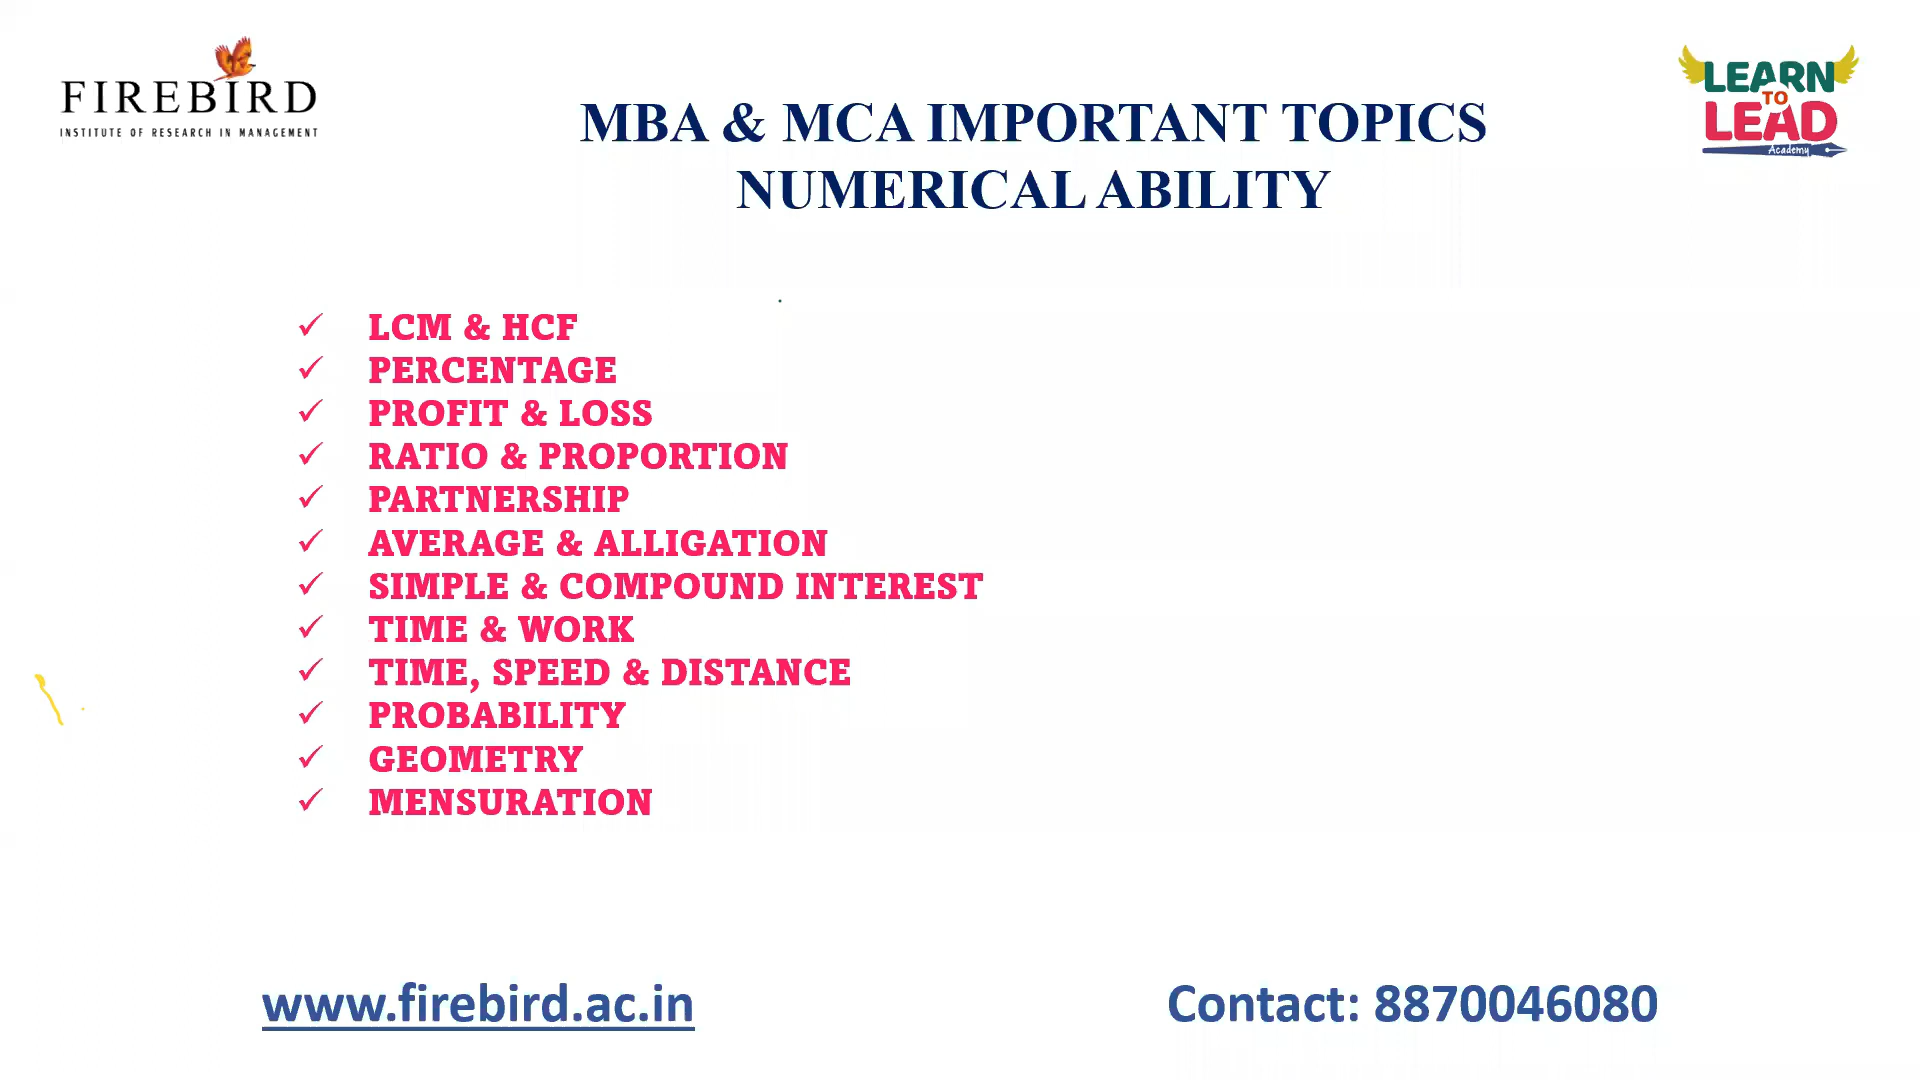 FIREBIRD
INSTITUTE OF RESEARCH IN MANAGEMENT
LEARN
TO
LEAD
Academy
MBA & MCA IMPORTANT TOPICS
NUMERICAL ABILITY
✓ LCM & HCF
✓ PERCENTAGE
✓ PROFIT & LOSS
✓ RATIO & PROPORTION
✓ PARTNERSHIP
✓ AVERAGE & ALLIGATION
✓ SIMPLE & COMPOUND INTEREST
✓ TIME & WORK
✓ TIME, SPEED & DISTANCE
✓ PROBABILITY
✓ GEOMETRY
✓ MENSURATION
www.firebird.ac.in
Contact: 8870046080